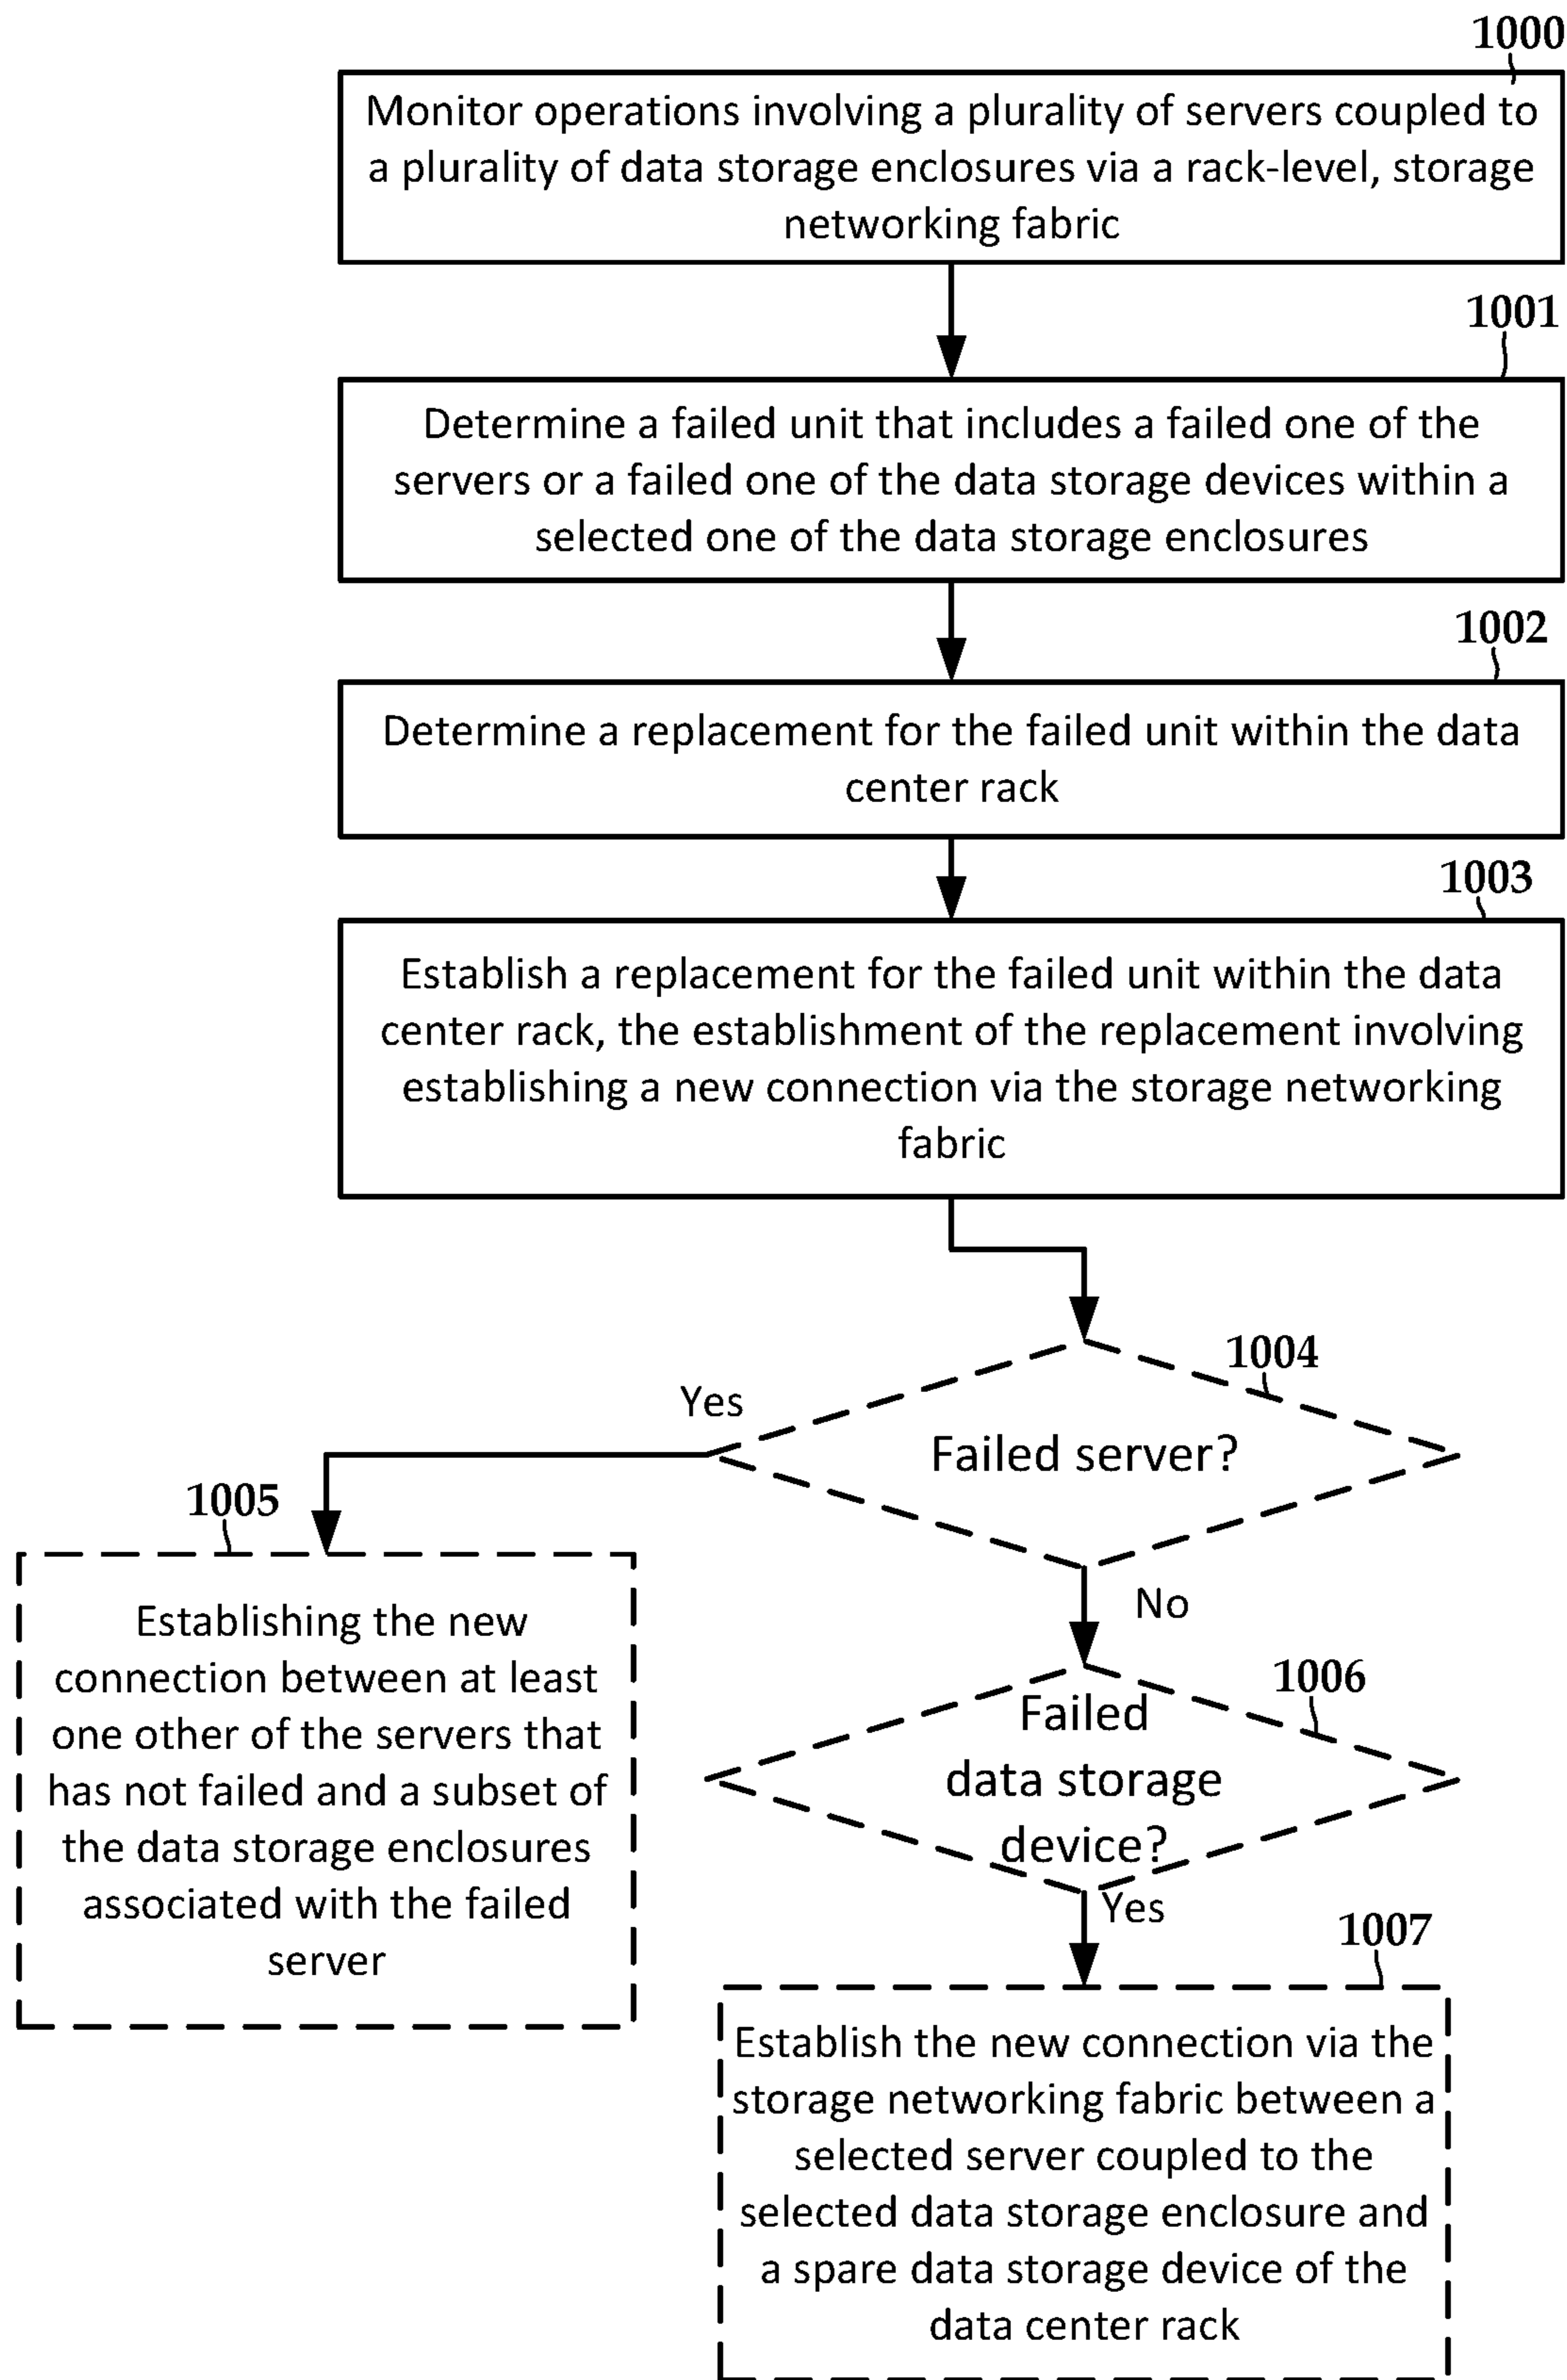 1000
Monitor operations involving a plurality of servers coupled to
a plurality of data storage enclosures via a rack-level, storage
networking fabric
1001
Determine a failed unit that includes a failed one of the
servers or a failed one of the data storage devices within a
selected one of the data storage enclosures
1002
Determine a replacement for the failed unit within the data
center rack
1003
Establish a replacement for the failed unit within the data
center rack, the establishment of the replacement involving
establishing a new connection via the storage networking
fabric
1004
Yes
Failed server?
1005
Establishing the new
connection between at least
one other of the servers that
has not failed and a subset of
the data storage enclosures
associated with the failed
server
No
1006
Failed
data storage
device?
Yes
1007
Establish the new connection via the
storage networking fabric between a
selected server coupled to the
selected data storage enclosure and
a spare data storage device of the
data center rack